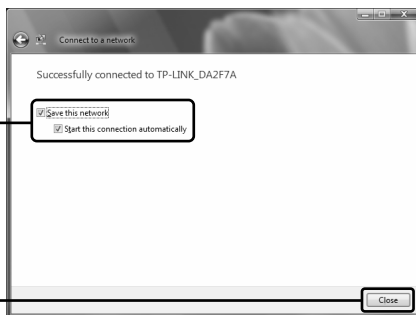 Connect to a network
Successfully connected to TP-LINK_DA2F7A
Save this network
Start this connection automatically
Close